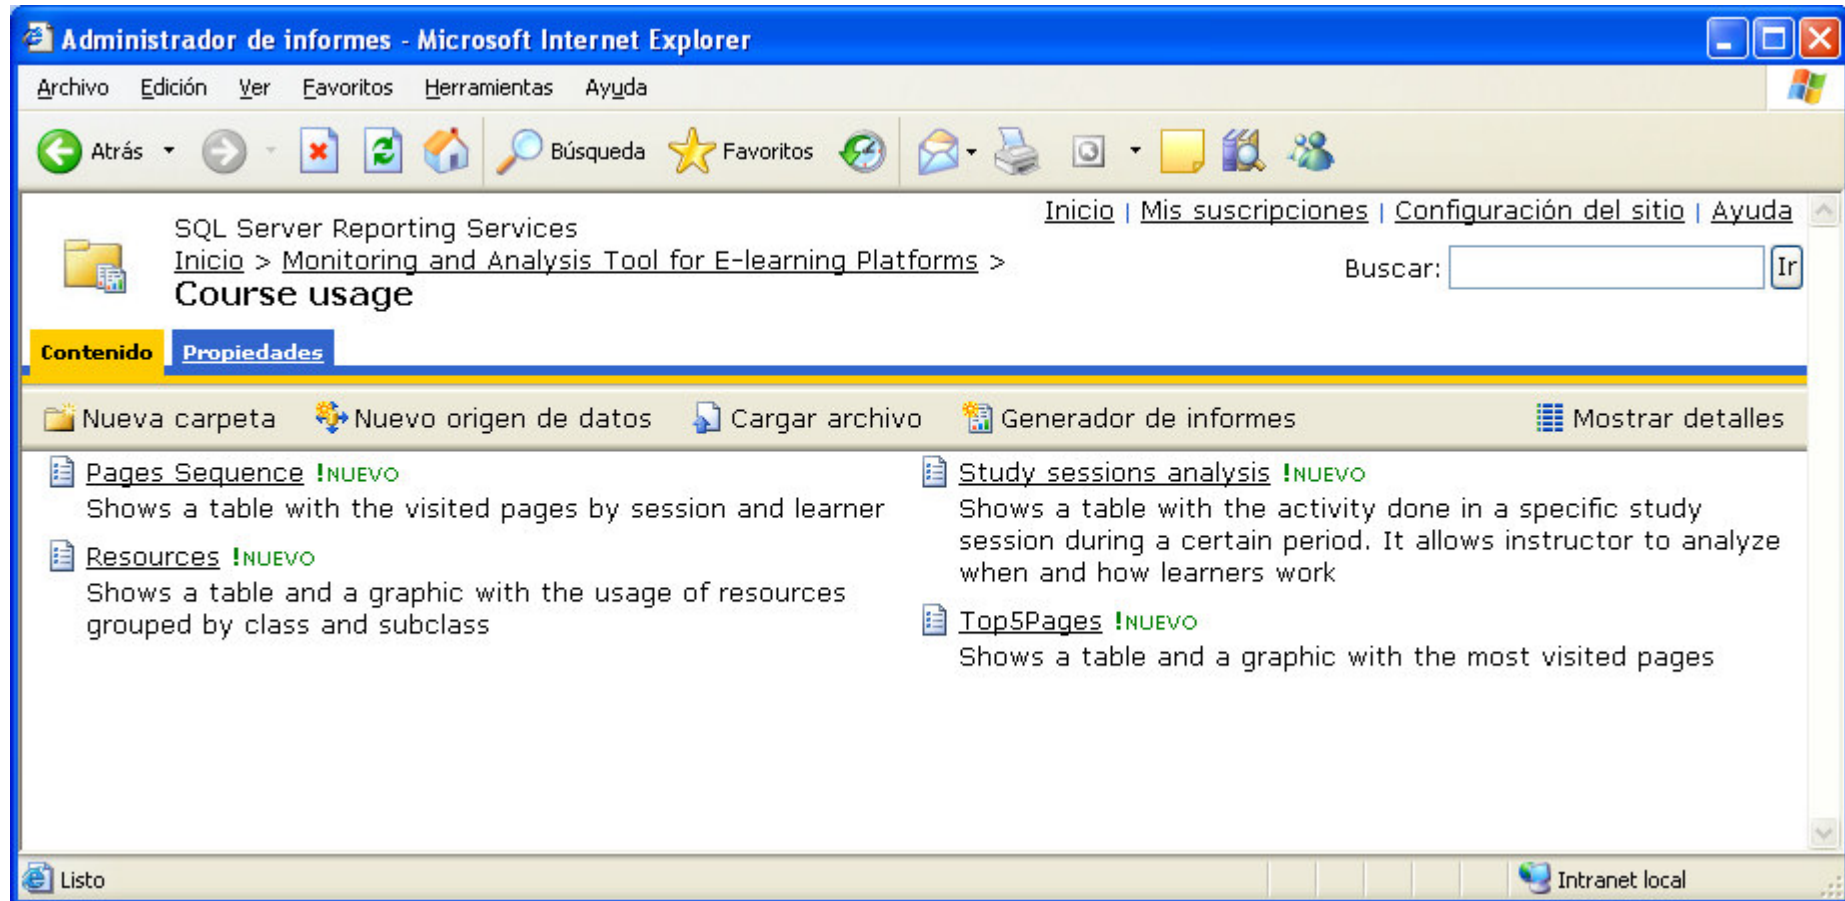 Administrador de informes - Microsoft Internet Explorer
Archivo Edición Ver Favoritos Herramientas Ayuda
Atrás Búsqueda Favoritos
Inicio | Mis suscripciones | Configuración del sitio | Ayuda
SQL Server Reporting Services
Inicio > Monitoring and Analysis Tool for E-learning Platforms >
Buscar: Ir
Course usage
Contenido Propiedades
Nueva carpeta Nuevo origen de datos Cargar archivo Generador de informes Mostrar detalles
Pages Sequence !NUEVO
Shows a table with the visited pages by session and learner
Resources !NUEVO
Shows a table and a graphic with the usage of resources
grouped by class and subclass
Study sessions analysis !NUEVO
Shows a table with the activity done in a specific study
session during a certain period. It allows instructor to analyze
when and how learners work
Top5Pages !NUEVO
Shows a table and a graphic with the most visited pages
Listo Intranet local